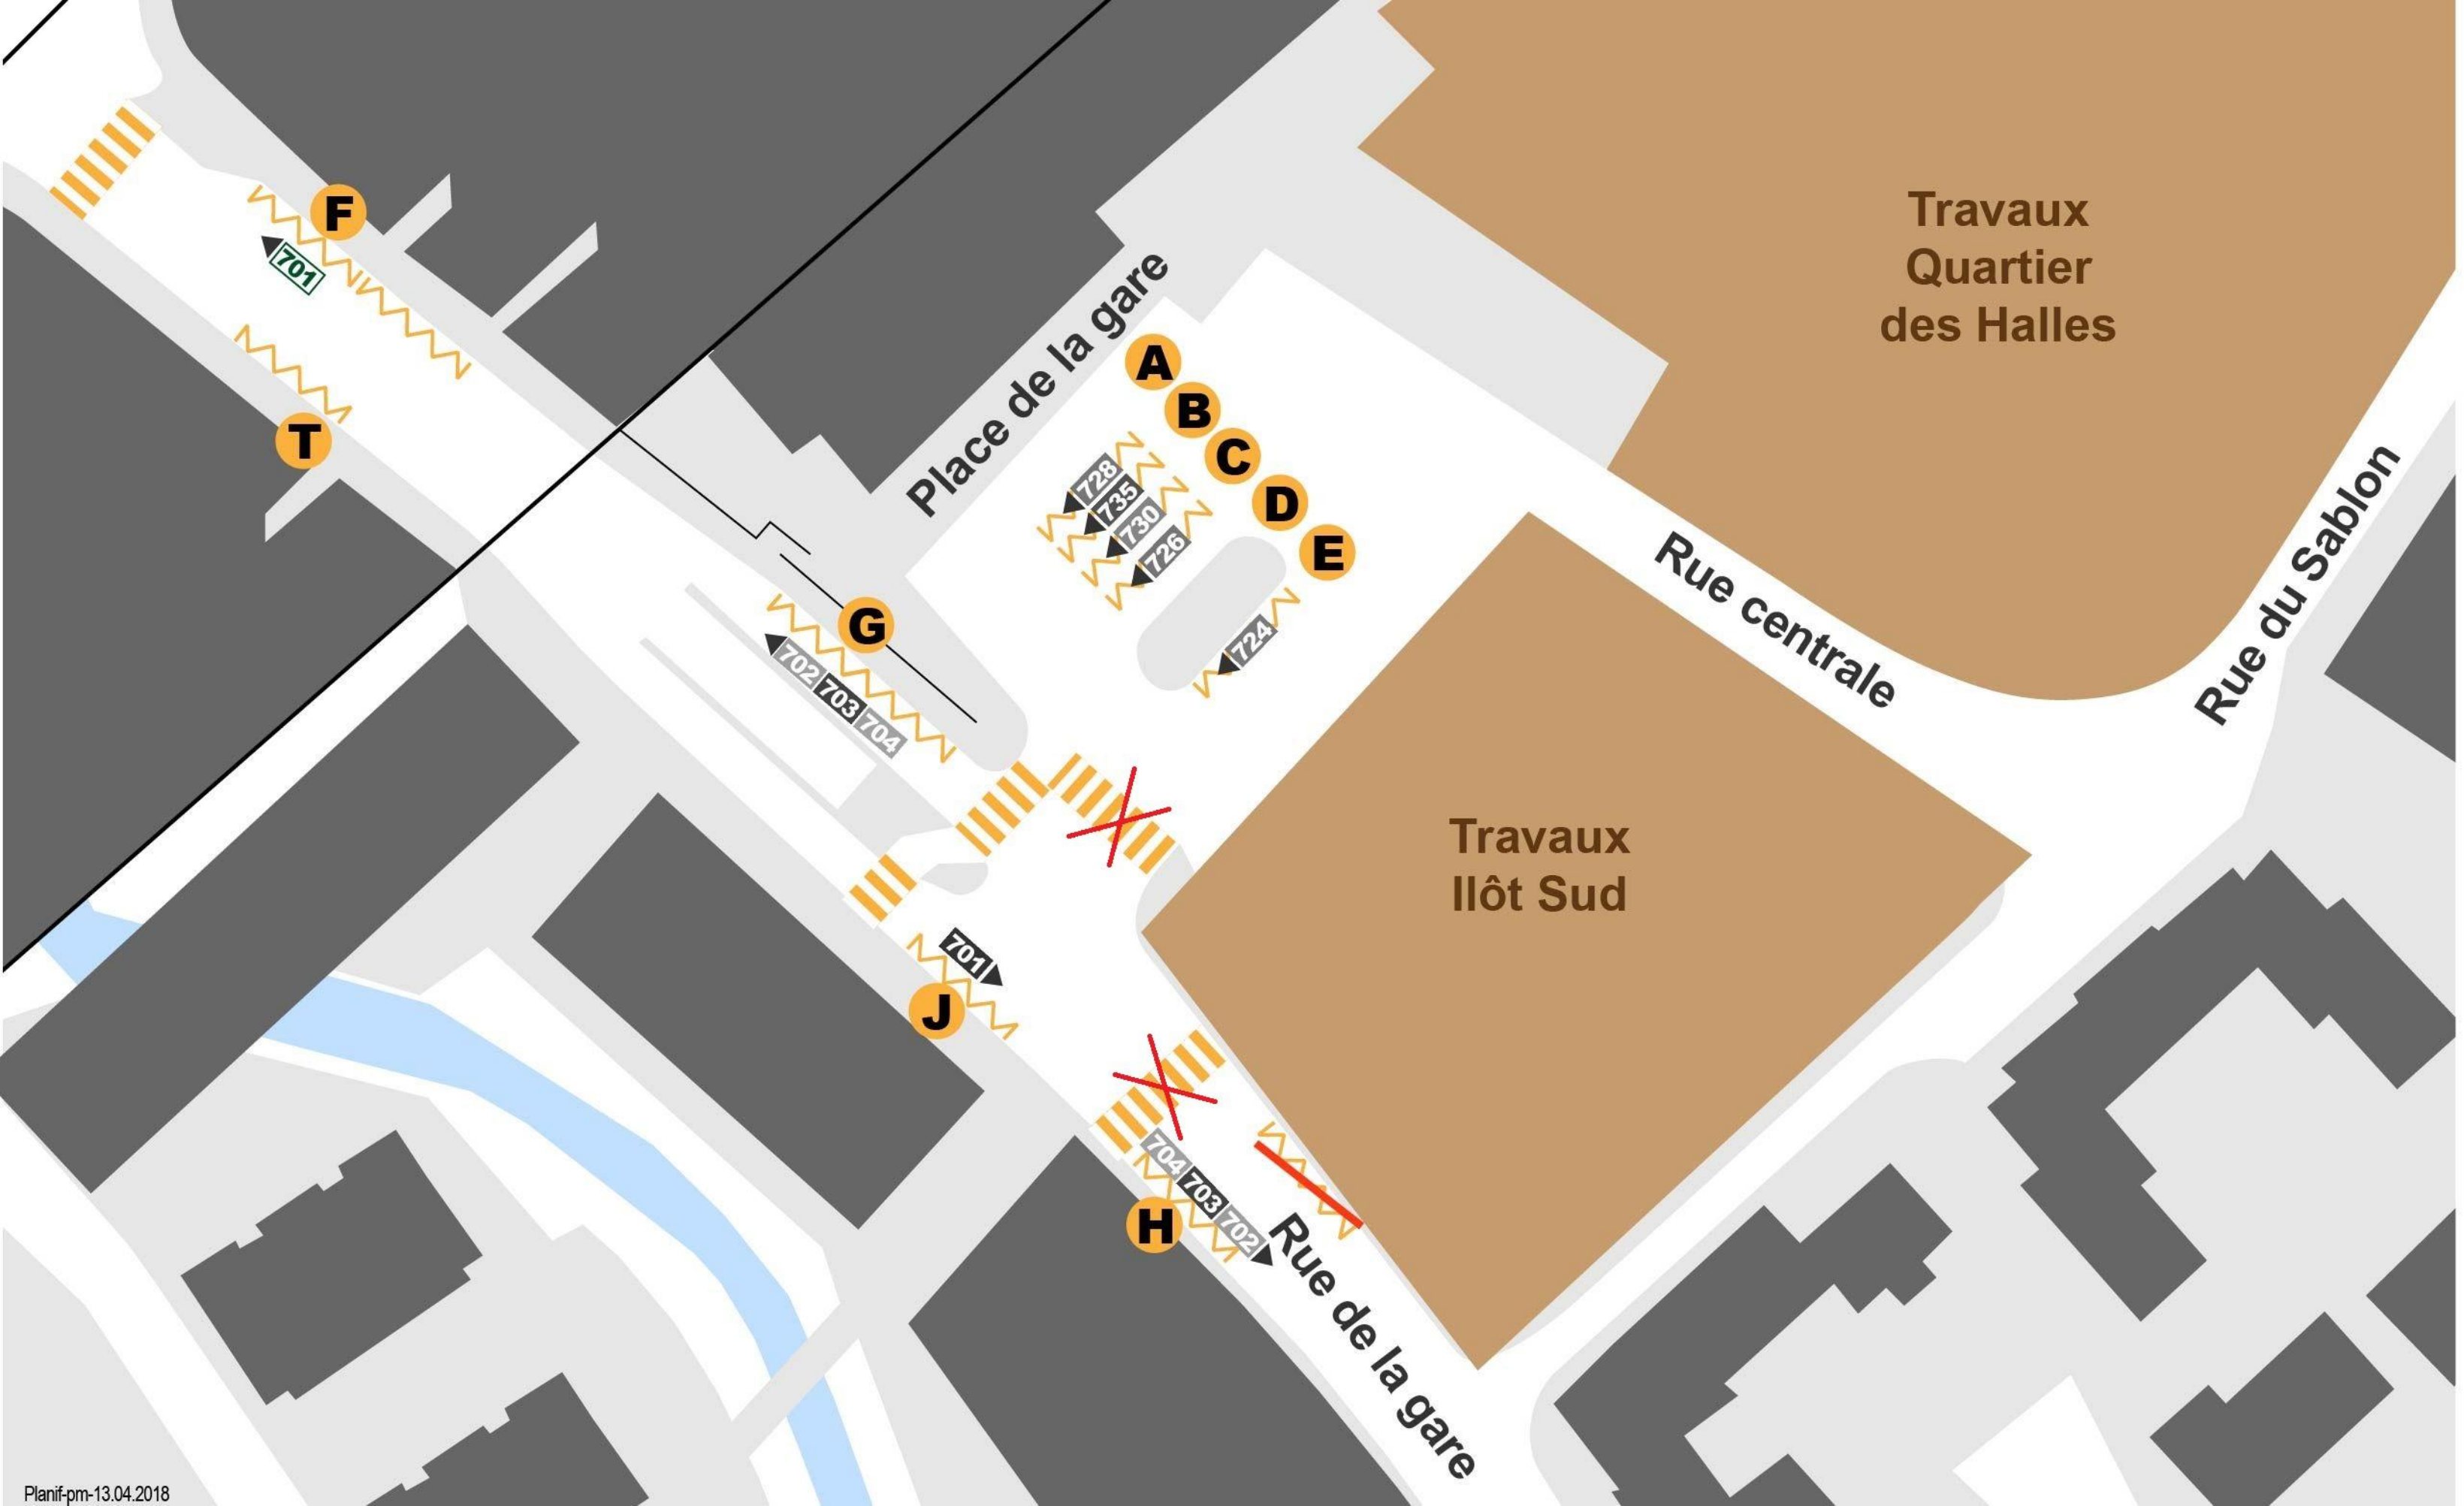 Travaux
Quartier
des Halles
F
701
T
Place de la gare
A
B
C
D
E
728
735
730
726
724
Rue centrale
Rue du Sablon
G
702 703 704
Travaux
Ilôt Sud
701
J
704 703 702
H
Rue de la gare
Planif-pm-13.04.2018